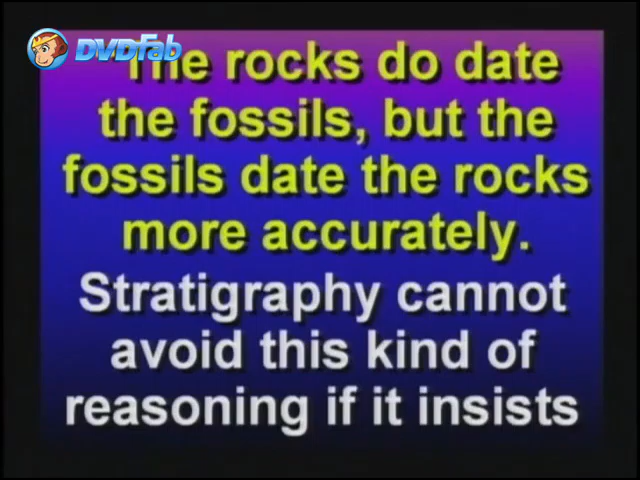 DVDFab
"The rocks do date
the fossils, but the
fossils date the rocks
more accurately.
Stratigraphy cannot
avoid this kind of
reasoning if it insists